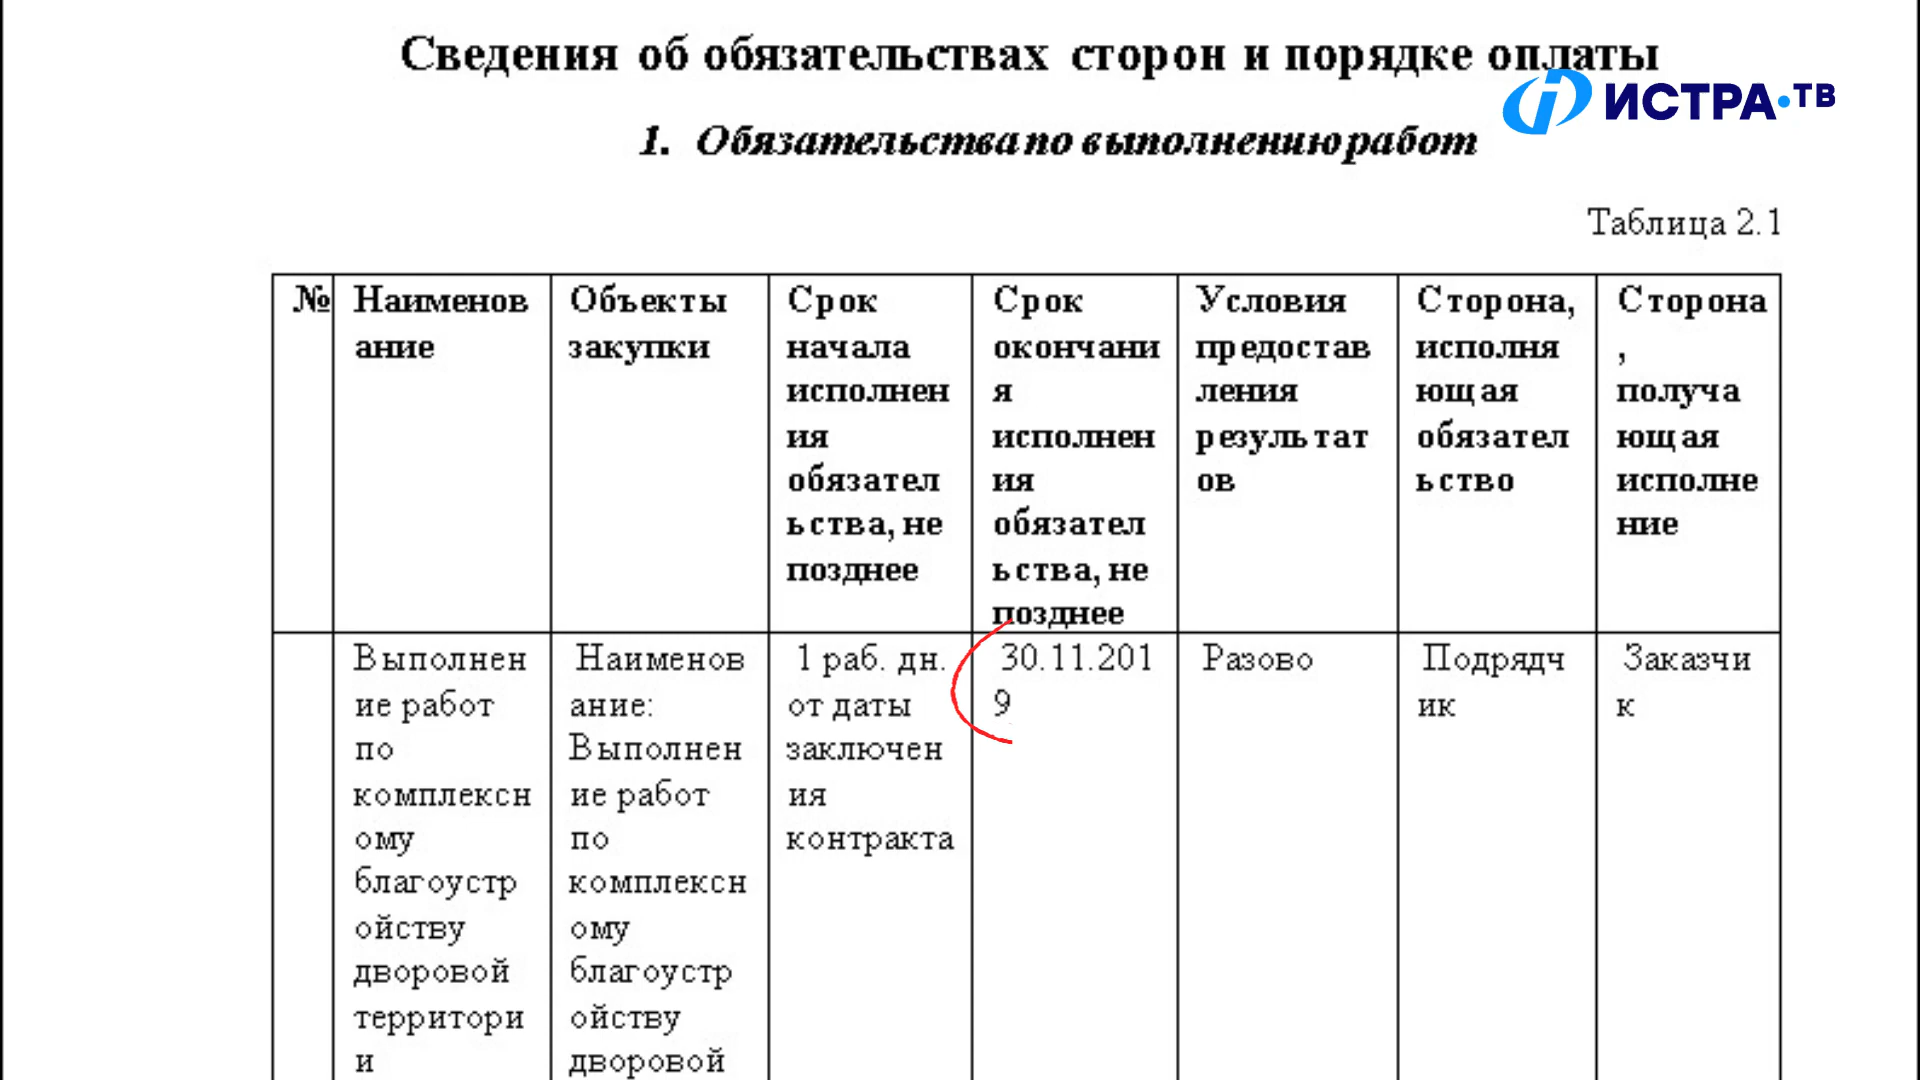 Сведения об обязательствах сторон и порядке оплаты
ИСТРА·ТВ
1. Обязательства по выполнению работ
Таблица 2.1
№
Наименов
ание
Объекты
закупки
Срок
начала
исполнен
ия
обязател
ьства, не
позднее
Срок
окончани
я
исполнен
ия
обязател
ьства, не
позднее
Условия
предостав
ления
результат
ов
Сторона,
исполня
ющая
обязател
ьство
Сторона
,
получа
ющая
исполне
ние
Выполнен
ие работ
по
комплексн
ому
благоустр
ойству
дворовой
территори
и
Наименов
ание:
Выполнен
ие работ
по
комплексн
ому
благоустр
ойству
дворовой
1 раб. дн.
от даты
заключен
ия
контракта
30.11.201
9
Разово
Подрядч
ик
Заказчи
к